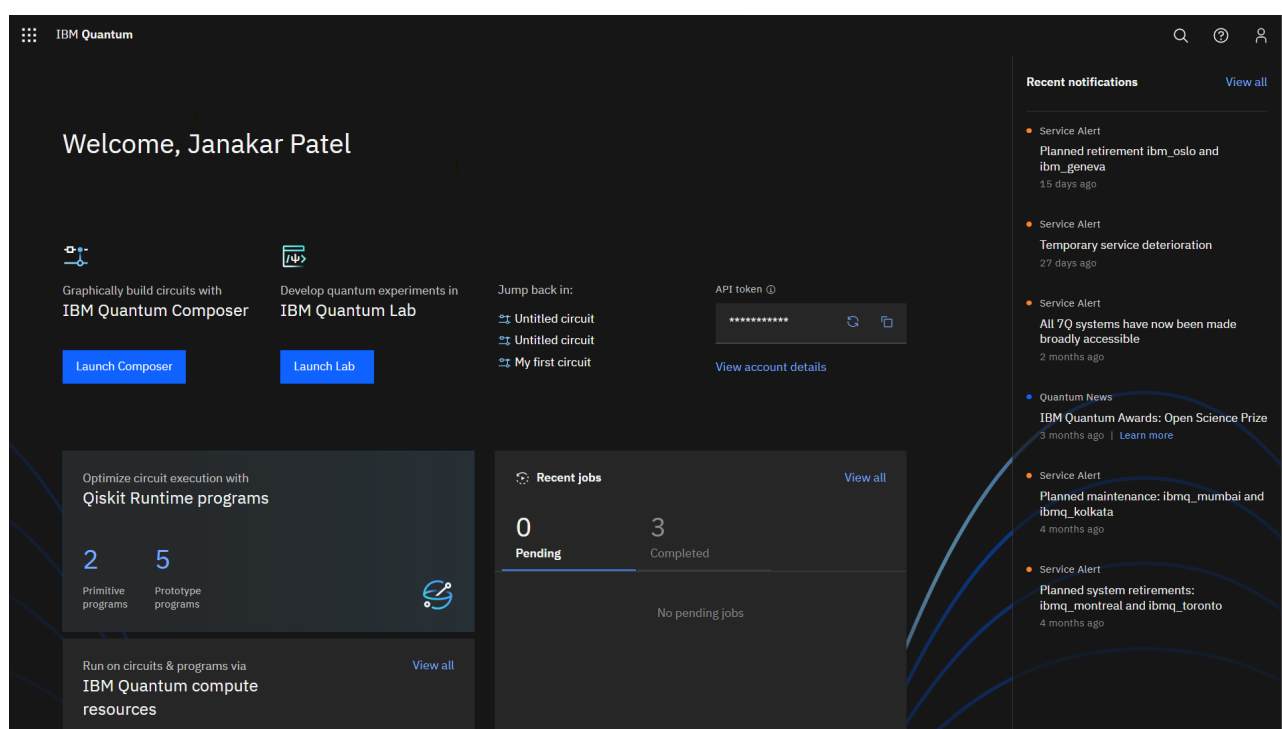 IBM Quantum
Welcome, Janakar Patel
Graphically build circuits with
IBM Quantum Composer
Launch Composer
Develop quantum experiments in
IBM Quantum Lab
Launch Lab
Jump back in:
Untitled circuit
Untitled circuit
My first circuit
API token
***********
View account details
Optimize circuit execution with
Qiskit Runtime programs
2
Primitive
programs
5
Prototype
programs
Run on circuits & programs via
View all
IBM Quantum compute
resources
Recent jobs
View all
0
Pending
3
Completed
No pending jobs
Recent notifications
View all
Service Alert
Planned retirement ibm_oslo and
ibm_geneva
15 days ago
Service Alert
Temporary service deterioration
27 days ago
Service Alert
All 7Q systems have now been made
broadly accessible
2 months ago
Quantum News
IBM Quantum Awards: Open Science Prize
3 months ago | Learn more
Service Alert
Planned maintenance: ibmq_mumbai and
ibmq_kolkata
4 months ago
Service Alert
Planned system retirements:
ibmq_montreal and ibmq_toronto
4 months ago